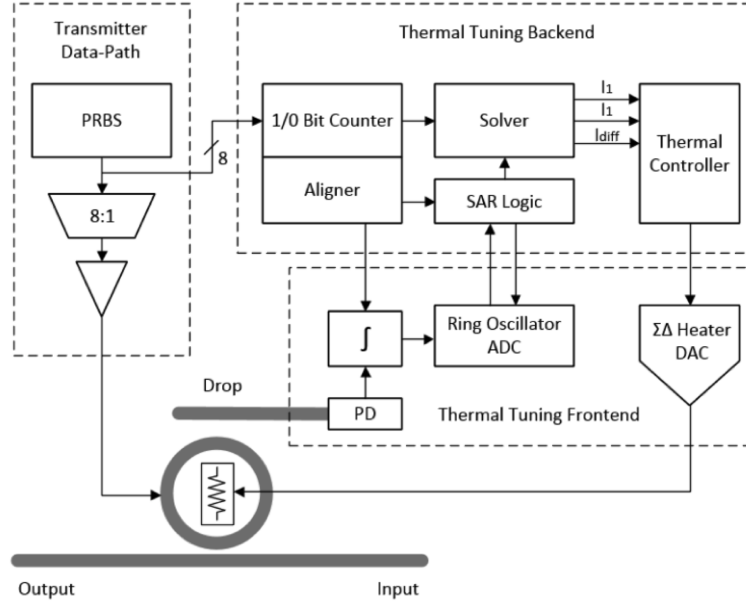 Transmitter
Data-Path
PRBS
8:1
8
Thermal Tuning Backend
1/0 Bit Counter
Aligner
Solver
SAR Logic
I1
I1
Idiff
Thermal
Controller
∫
Ring Oscillator
ADC
ΣΔ Heater
DAC
PD
Thermal Tuning Frontend
Drop
Output
Input